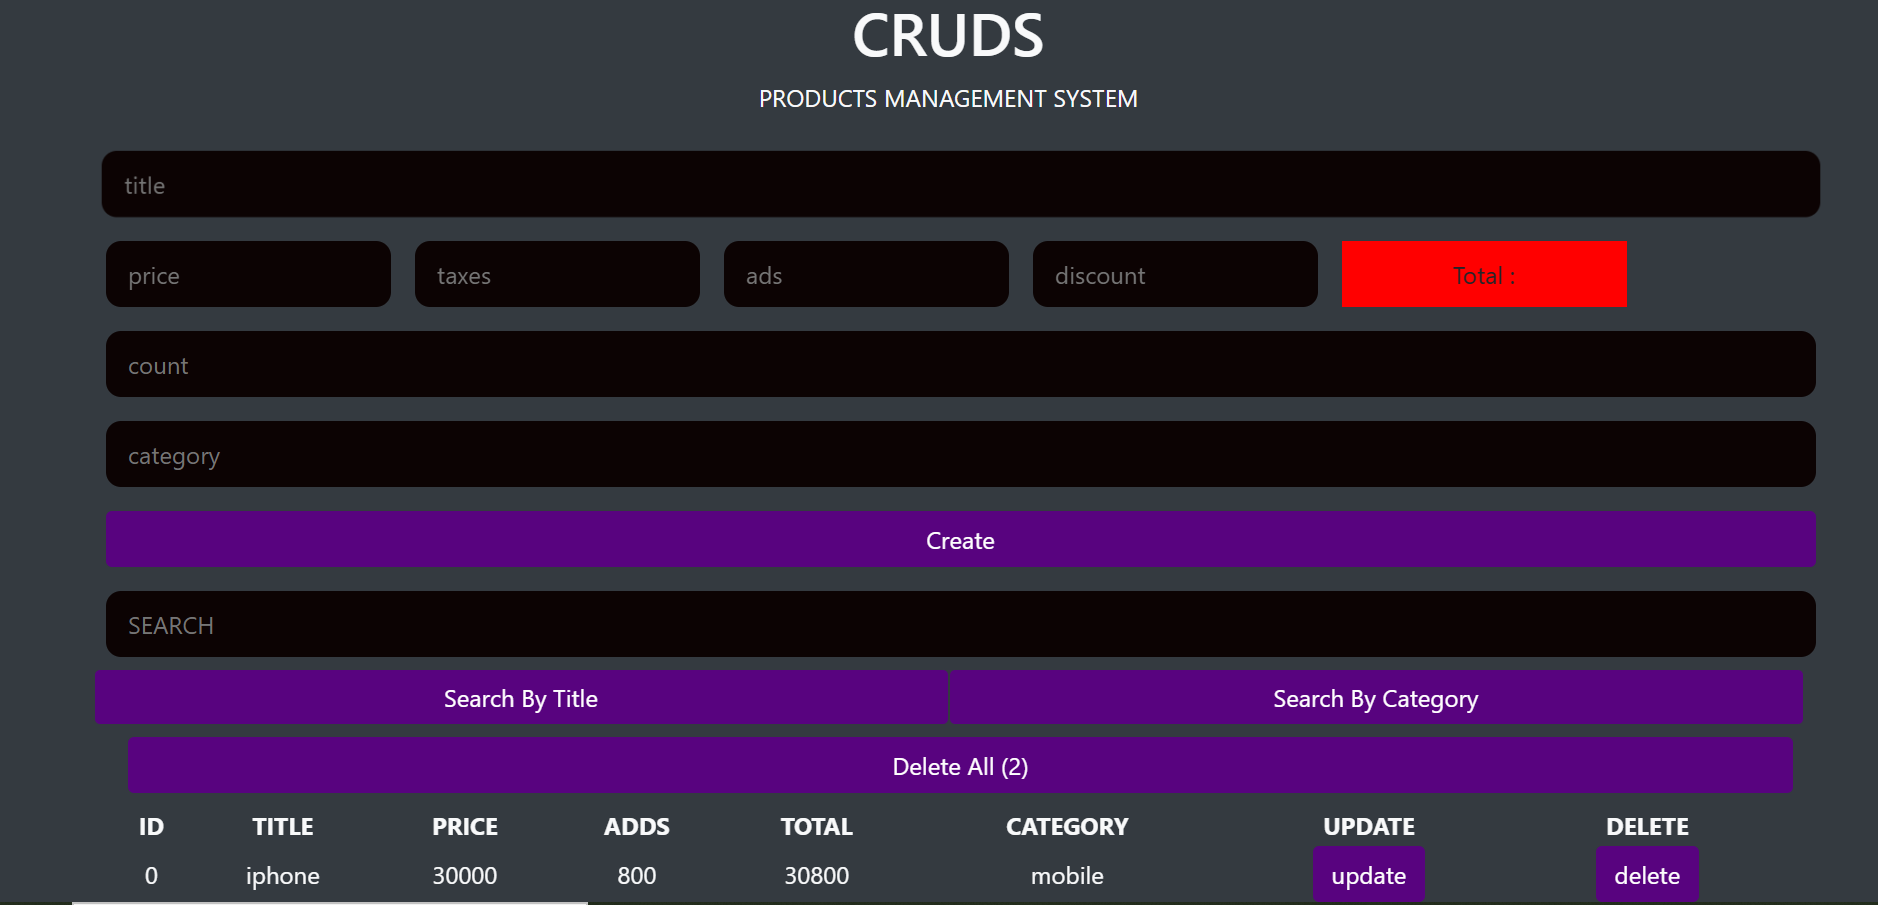 CRUDS
PRODUCTS MANAGEMENT SYSTEM
title
price taxes ads discount Total :
count
category
Create
SEARCH
Search By Title Search By Category
Delete All (2)
ID TITLE PRICE ADDS TOTAL CATEGORY UPDATE DELETE
0 iphone 30000 800 30800 mobile update delete